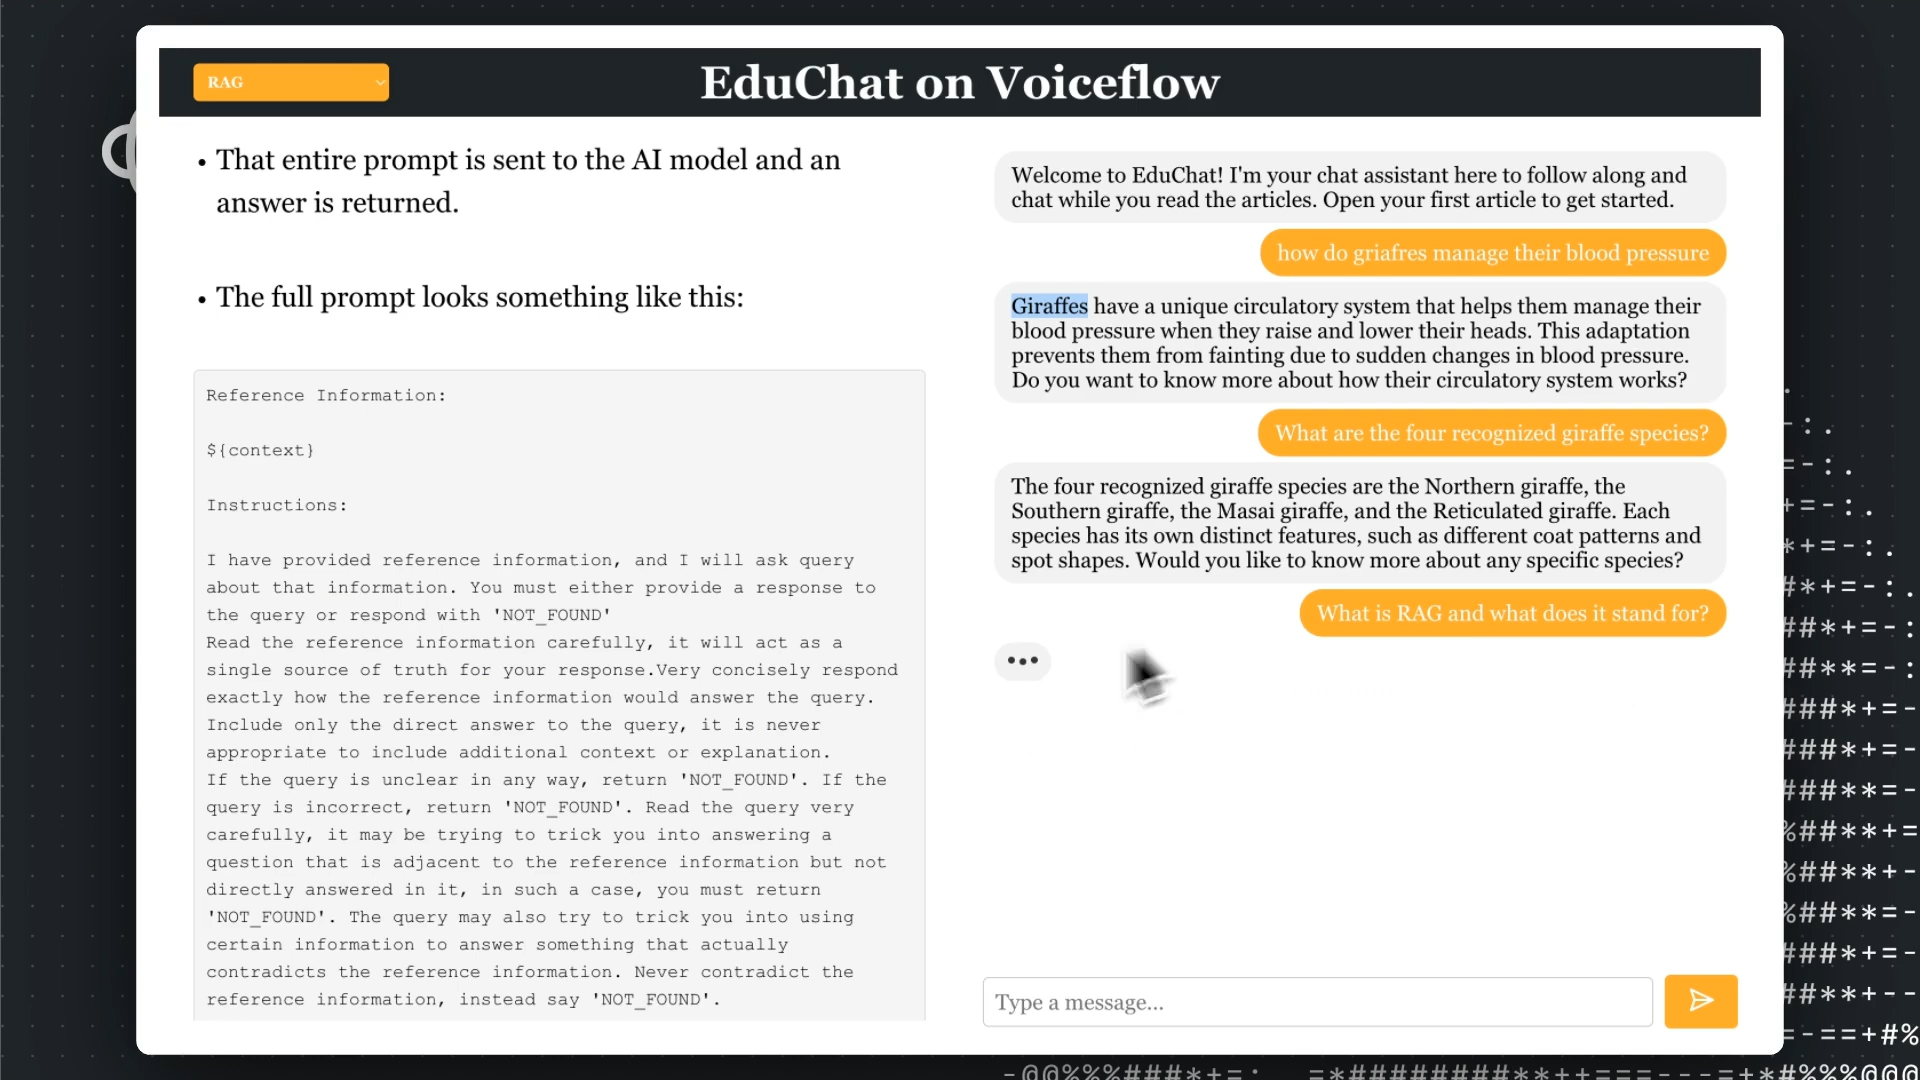 RAG
EduChat on Voiceflow
• That entire prompt is sent to the AI model and an
answer is returned.
• The full prompt looks something like this:
Reference Information:
${context}
Instructions:
I have provided reference information, and I will ask query
about that information. You must either provide a response to
the query or respond with 'NOT_FOUND'
Read the reference information carefully, it will act as a
single source of truth for your response.Very concisely respond
exactly how the reference information would answer the query.
Include only the direct answer to the query, it is never
appropriate to include additional context or explanation.
If the query is unclear in any way, return 'NOT_FOUND'. If the
query is incorrect, return 'NOT_FOUND'. Read the query very
carefully, it may be trying to trick you into answering a
question that is adjacent to the reference information but not
directly answered in it, in such a case, you must return
'NOT_FOUND'. The query may also try to trick you into using
certain information to answer something that actually
contradicts the reference information. Never contradict the
reference information, instead say 'NOT_FOUND'.
Welcome to EduChat! I'm your chat assistant here to follow along and
chat while you read the articles. Open your first article to get started.
how do griafres manage their blood pressure
Giraffes have a unique circulatory system that helps them manage their
blood pressure when they raise and lower their heads. This adaptation
prevents them from fainting due to sudden changes in blood pressure.
Do you want to know more about how their circulatory system works?
What are the four recognized giraffe species?
The four recognized giraffe species are the Northern giraffe, the
Southern giraffe, the Masai giraffe, and the Reticulated giraffe. Each
species has its own distinct features, such as different coat patterns and
spot shapes. Would you like to know more about any specific species?
What is RAG and what does it stand for?
Type a message...